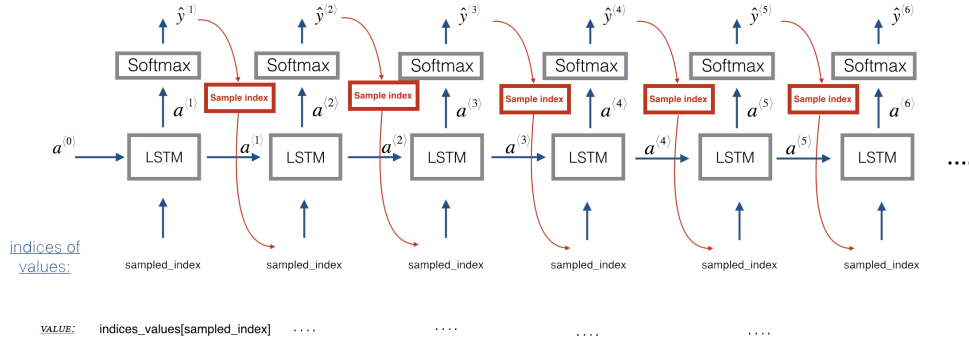 ŷ⟨1⟩ ŷ⟨2⟩ ŷ⟨3⟩ ŷ⟨4⟩ ŷ⟨5⟩ ŷ⟨6⟩
Softmax Softmax Softmax Softmax Softmax Softmax
Sample index Sample index Sample index Sample index Sample index
a⟨1⟩ a⟨2⟩ a⟨3⟩ a⟨4⟩ a⟨5⟩ a⟨6⟩
a⟨0⟩ LSTM a⟨1⟩ LSTM a⟨2⟩ LSTM a⟨3⟩ LSTM a⟨4⟩ LSTM a⟨5⟩ LSTM ....
indices of
values:
sampled_index sampled_index sampled_index sampled_index sampled_index sampled_index
VALUE: indices_values[sampled_index] .... .... .... ....